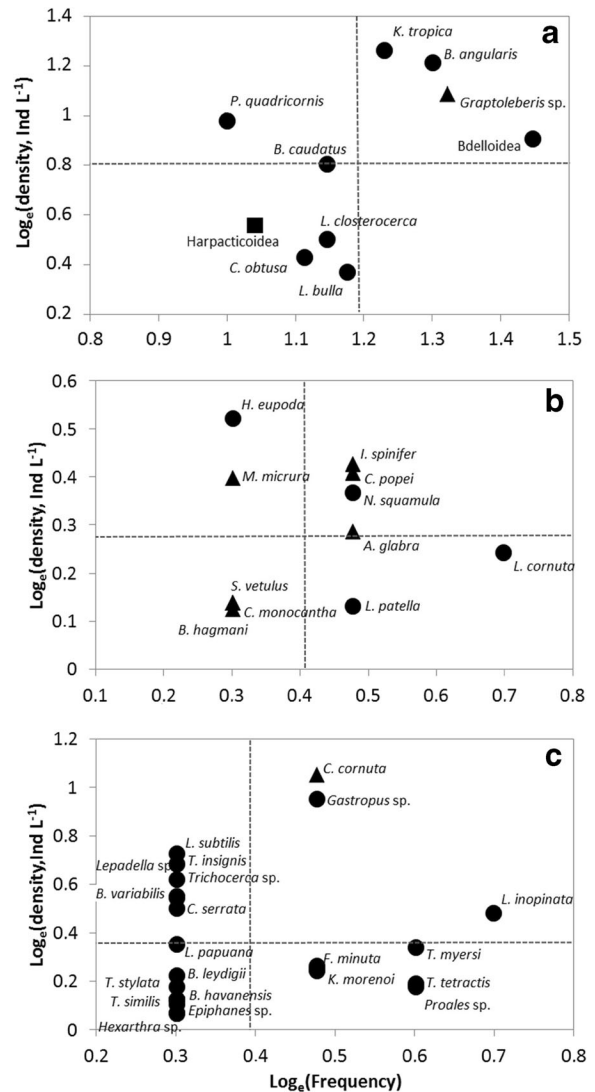 a
Log_e(density, Ind L^-1)
1.4
1.2
1
0.8
0.6
0.4
0.2
K. tropica
B. angularis
Graptoleberis sp.
P. quadricornis
Bdelloidea
B. caudatus
L. closterocerca
Harpacticoidea
C. obtusa
L. bulla
0.8 0.9 1 1.1 1.2 1.3 1.4 1.5
b
Log_e(density, Ind L^-1)
0.6
0.5
0.4
0.3
0.2
0.1
0
H. eupoda
I. spinifer
M. micrura
C. popei
N. squamula
A. glabra
L. cornuta
S. vetulus
C. monocantha
L. patella
B. hagmani
0.1 0.2 0.3 0.4 0.5 0.6 0.7 0.8
c
Log_e(density,Ind L^-1)
1.2
1
0.8
0.6
0.4
0.2
0
C. cornuta
Gastropus sp.
L. subtilis
Lepadella sp.
T. insignis
Trichocerca sp.
B. variabilis
C. serrata
L. inopinata
L. papuana
F. minuta
T. myersi
B. leydigii
K. morenoi
T. stylata
T. tetractis
B. havanensis
T. similis
Epiphanes sp.
Proales sp.
Hexarthra sp.
0.2 0.3 0.4 0.5 0.6 0.7 0.8
Log_e(Frequency)